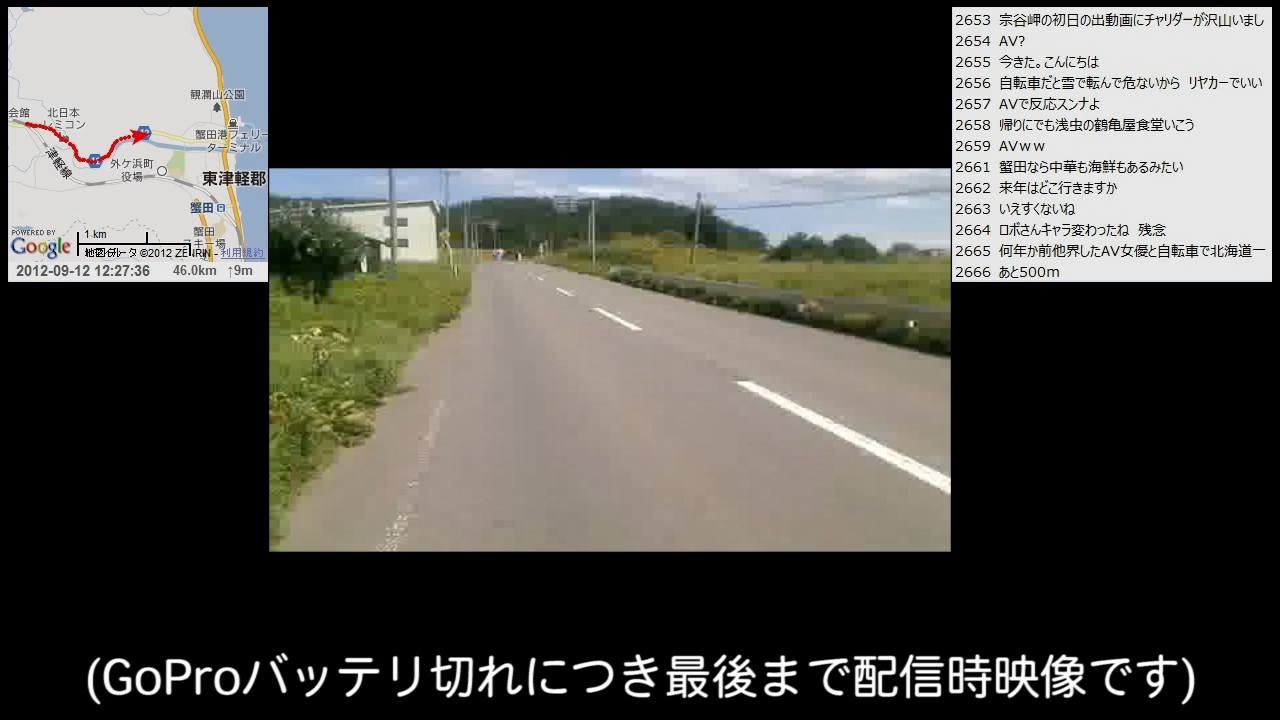 観瀾山公園
会館
北日本
レミコン
蟹田港フェリー
ターミナル
津軽線
外ケ浜町
役場
東津軽郡
蟹田
蟹田
スキー場
POWERED BY
Google
1 km
©2012 ZENRIN - 利用規約
2012-09-12 12:27:36 46.0km ↑9m
2653 宗谷岬の初日の出動画にチャリダーが沢山いまし
2654 AV?
2655 今きた。こんにちは
2656 自転車だと雪で転んで危ないから リヤカーでいい
2657 AVで反応スンナよ
2658 帰りにでも浅虫の鶴亀屋食堂いこう
2659 AVｗｗ
2661 蟹田なら中華も海鮮もあるみたい
2662 来年はどこ行きますか
2663 いえすくないね
2664 ロボさんキャラ変わったね 残念
2665 何年か前他界したAV女優と自転車で北海道一
2666 あと500m
(GoProバッテリ切れにつき最後まで配信時映像です)